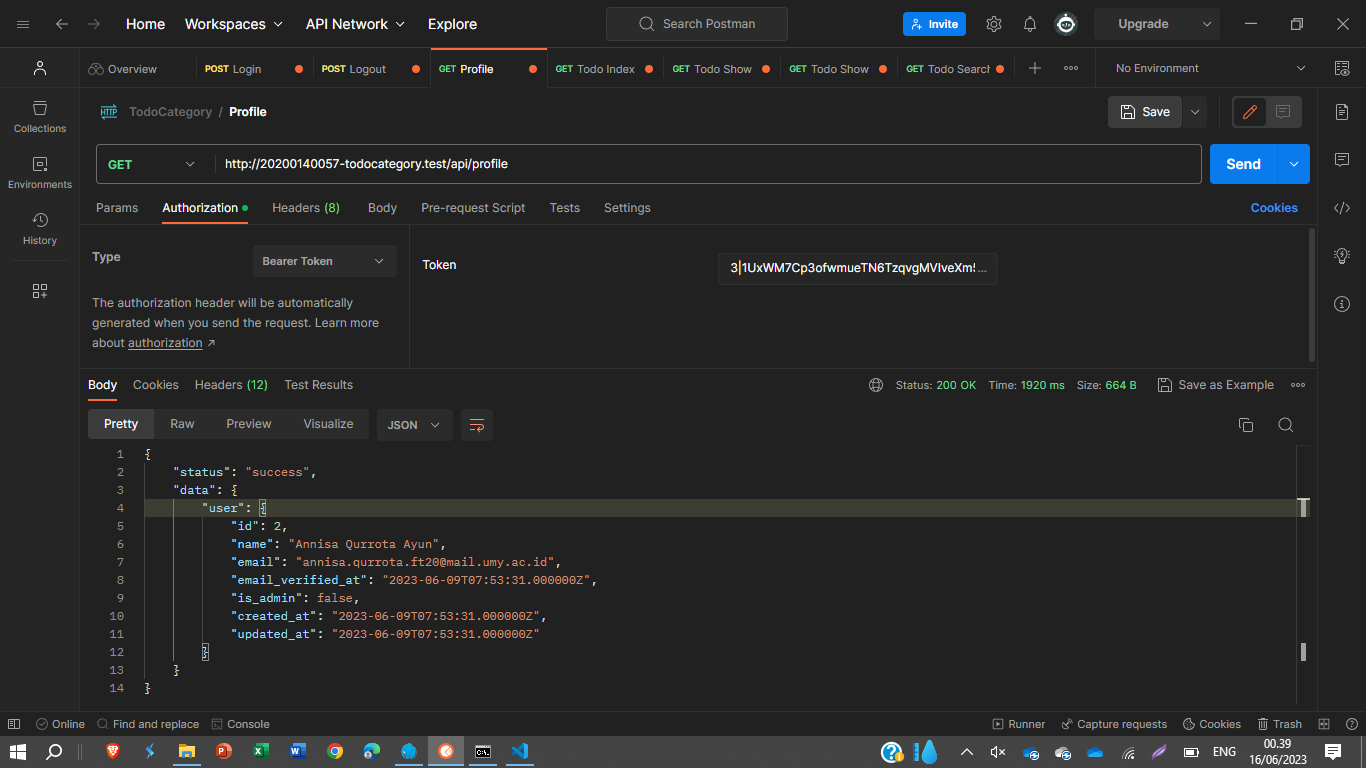 Home Workspaces API Network Explore Search Postman Invite Upgrade
Overview POST Login POST Logout GET Profile GET Todo Index GET Todo Show GET Todo Show GET Todo Search No Environment
TodoCategory / Profile Save
GET http://20200140057-todocategory.test/api/profile Send
Params Authorization Headers (8) Body Pre-request Script Tests Settings Cookies
Collections
Environments
History
Type Bearer Token
Token 3|1UxWM7Cp3ofwmueTN6TzqvgMVIveXm!...
The authorization header will be automatically
generated when you send the request. Learn more
about authorization ↗
Body Cookies Headers (12) Test Results Status: 200 OK Time: 1920 ms Size: 664 B Save as Example
Pretty Raw Preview Visualize JSON
1 {
2 "status": "success",
3 "data": {
4 "user": {
5 "id": 2,
6 "name": "Annisa Qurrota Ayun",
7 "email": "annisa.qurrota.ft20@mail.umy.ac.id",
8 "email_verified_at": "2023-06-09T07:53:31.000000Z",
9 "is_admin": false,
10 "created_at": "2023-06-09T07:53:31.000000Z",
11 "updated_at": "2023-06-09T07:53:31.000000Z"
12 }
13 }
14 }
Online Find and replace Console Runner Capture requests Cookies Trash
ENG 00.39
16/06/2023